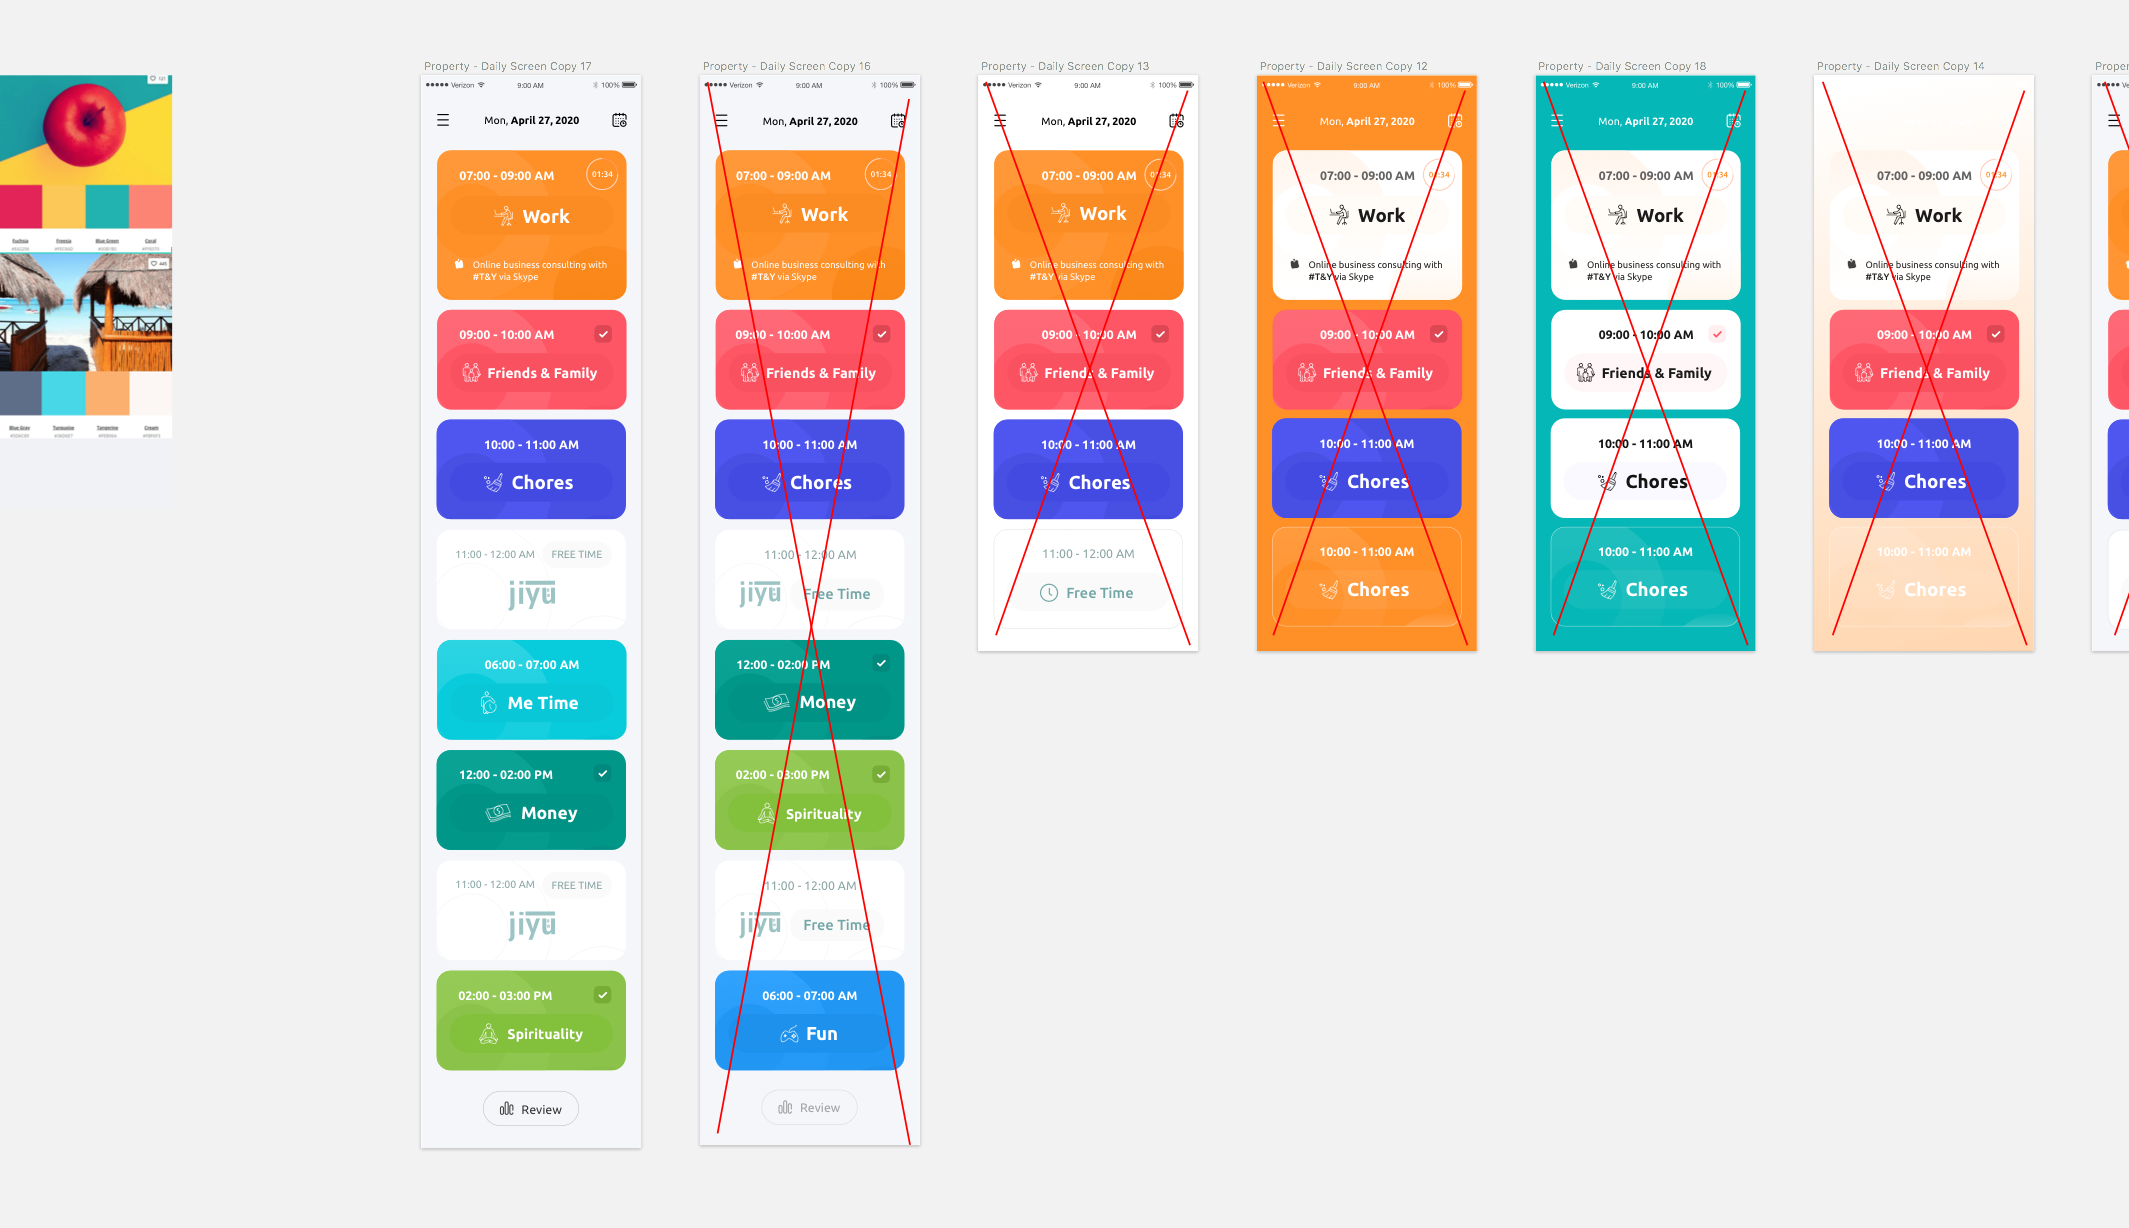 121
Fuchsia
Freesia
Blue Green
Coral
445
Blue Gray
Turquoise
Tangerine
Cream
Property - Daily Screen Copy 17
Verizon
9:00 AM
100%
Mon, April 27, 2020
07:00 - 09:00 AM
01:34
Work
Online business consulting with
#T&Y via Skype
09:00 - 10:00 AM
Friends & Family
10:00 - 11:00 AM
Chores
11:00 - 12:00 AM
FREE TIME
jiyū
06:00 - 07:00 AM
Me Time
12:00 - 02:00 PM
Money
11:00 - 12:00 AM
FREE TIME
jiyū
02:00 - 03:00 PM
Spirituality
Review
Property - Daily Screen Copy 16
Verizon
9:00 AM
100%
Mon, April 27, 2020
07:00 - 09:00 AM
01:34
Work
Online business consulting with
#T&Y via Skype
09:00 - 10:00 AM
Friends & Family
10:00 - 11:00 AM
Chores
11:00 - 12:00 AM
jiyū
Free Time
12:00 - 02:00 PM
Money
02:00 - 03:00 PM
Spirituality
11:00 - 12:00 AM
jiyū
Free Time
06:00 - 07:00 AM
Fun
Review
Property - Daily Screen Copy 13
Verizon
9:00 AM
100%
Mon, April 27, 2020
07:00 - 09:00 AM
01:34
Work
Online business consulting with
#T&Y via Skype
09:00 - 10:00 AM
Friends & Family
10:00 - 11:00 AM
Chores
11:00 - 12:00 AM
Free Time
Property - Daily Screen Copy 12
Verizon
9:00 AM
100%
Mon, April 27, 2020
07:00 - 09:00 AM
01:34
Work
Online business consulting with
#T&Y via Skype
09:00 - 10:00 AM
Friends & Family
10:00 - 11:00 AM
Chores
10:00 - 11:00 AM
Chores
Property - Daily Screen Copy 18
Verizon
9:00 AM
100%
Mon, April 27, 2020
07:00 - 09:00 AM
01:34
Work
Online business consulting with
#T&Y via Skype
09:00 - 10:00 AM
Friends & Family
10:00 - 11:00 AM
Chores
10:00 - 11:00 AM
Chores
Property - Daily Screen Copy 14
07:00 - 09:00 AM
01:34
Work
Online business consulting with
#T&Y via Skype
09:00 - 10:00 AM
Friends & Family
10:00 - 11:00 AM
Chores
10:00 - 11:00 AM
Chores